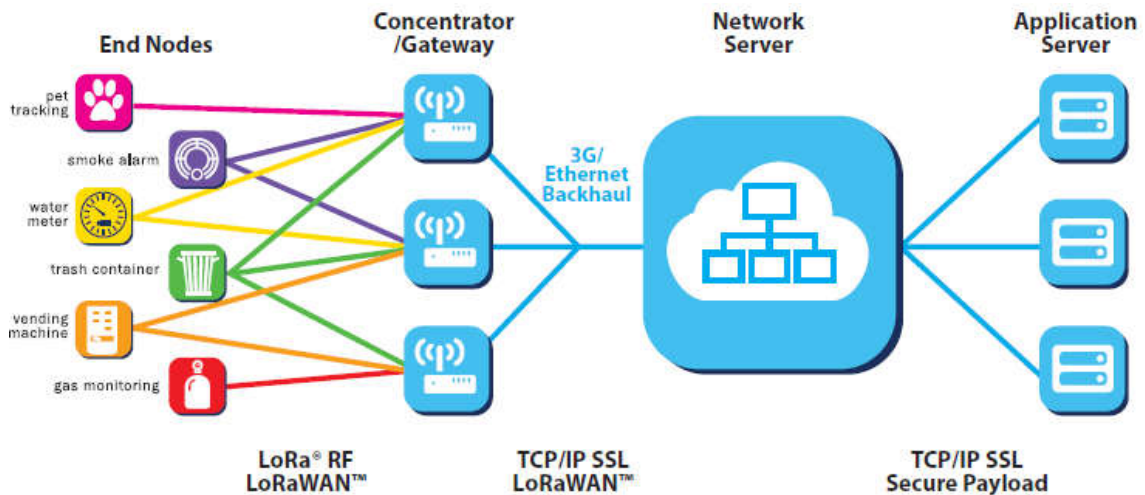 End Nodes
Concentrator
/Gateway
Network
Server
Application
Server
pet
tracking
smoke alarm
water
meter
trash container
vending
machine
gas monitoring
3G/
Ethernet
Backhaul
LoRa® RF
LoRaWAN™
TCP/IP SSL
LoRaWAN™
TCP/IP SSL
Secure Payload